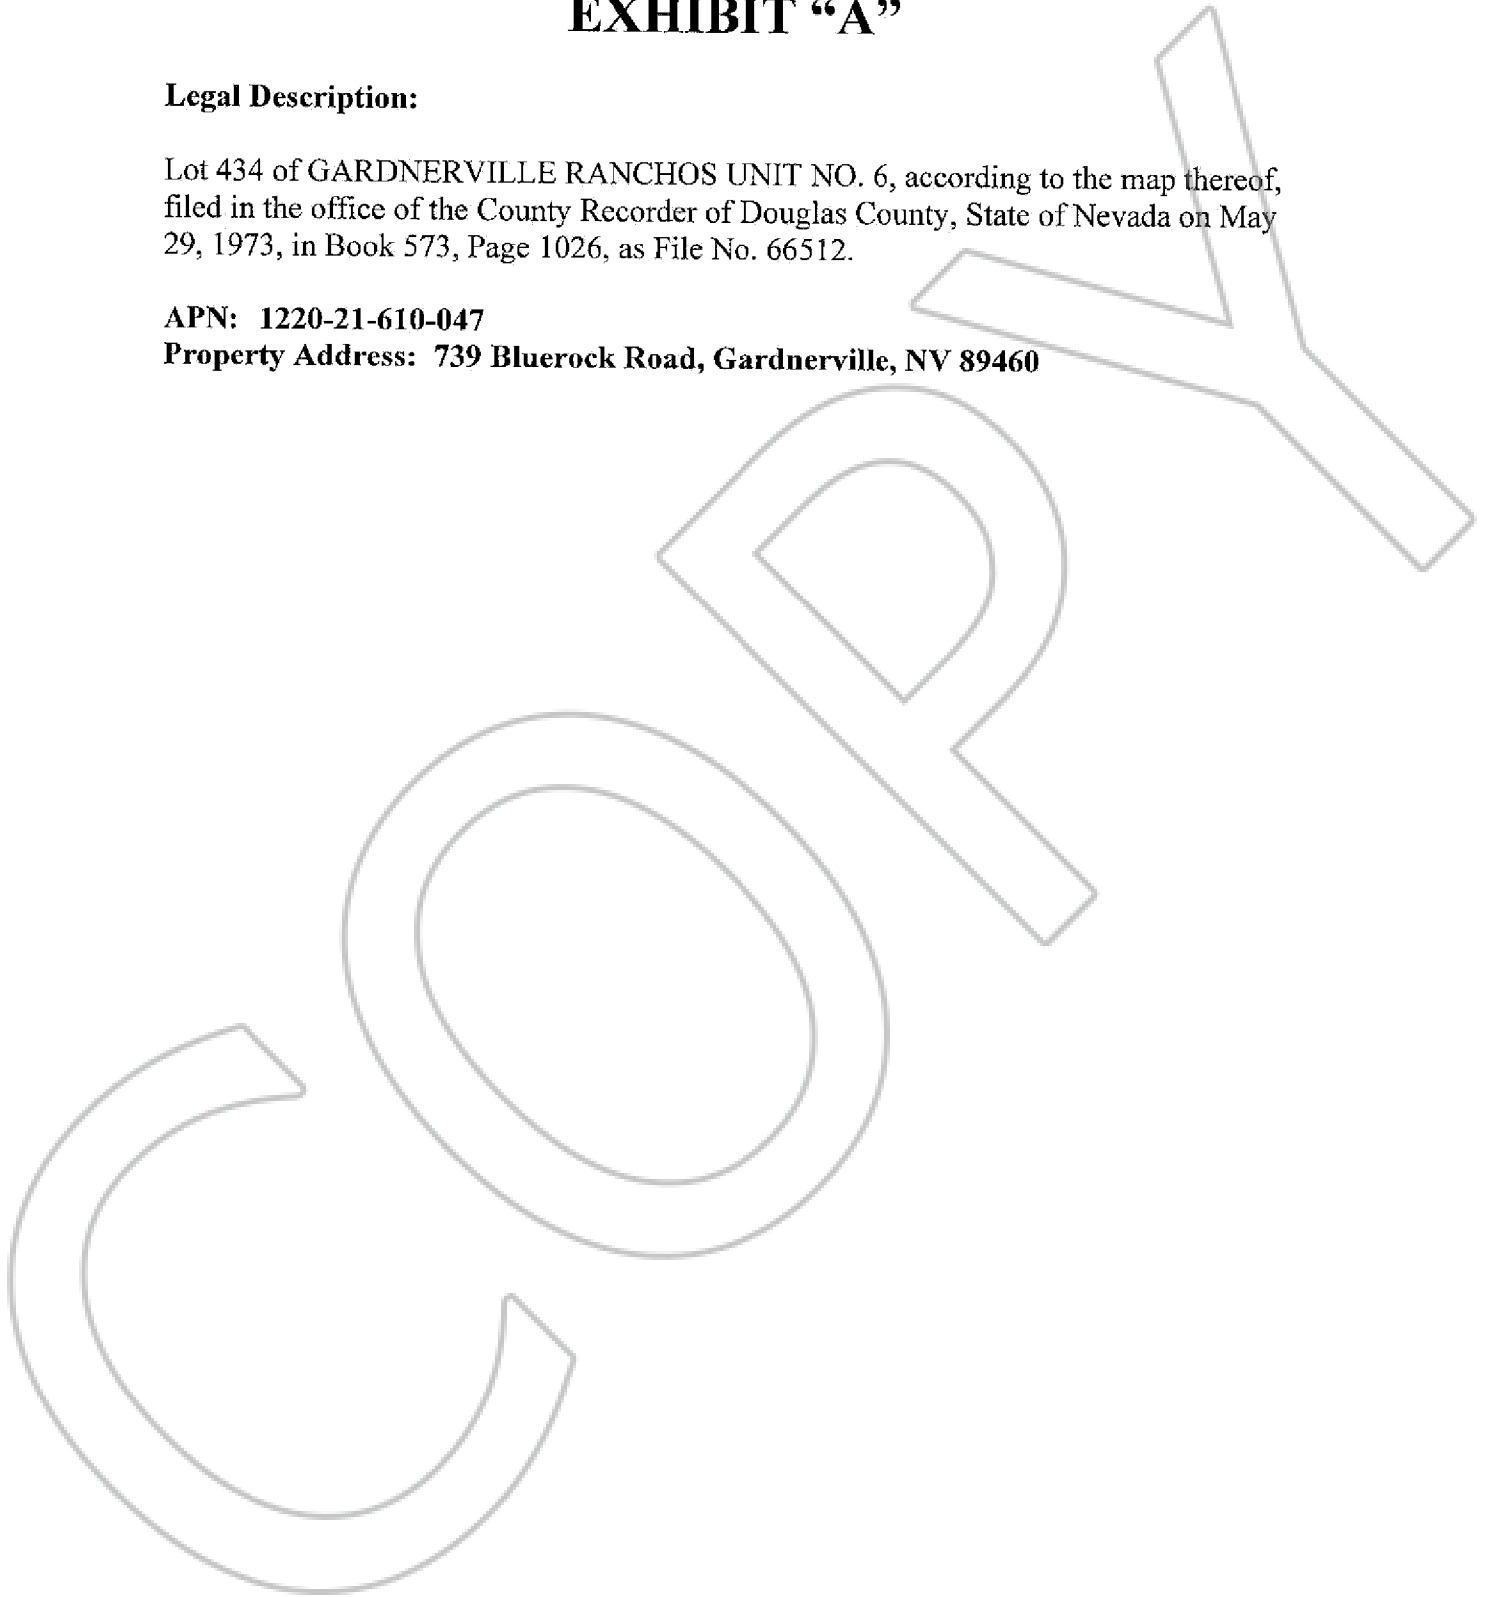 EXHIBIT “A”
Legal Description:
Lot 434 of GARDNERVILLE RANCHOS UNIT NO. 6, according to the map thereof,
filed in the office of the County Recorder of Douglas County, State of Nevada on May
29, 1973, in Book 573, Page 1026, as File No. 66512.
APN: 1220-21-610-047
Property Address: 739 Bluerock Road, Gardnerville, NV 89460
COPY